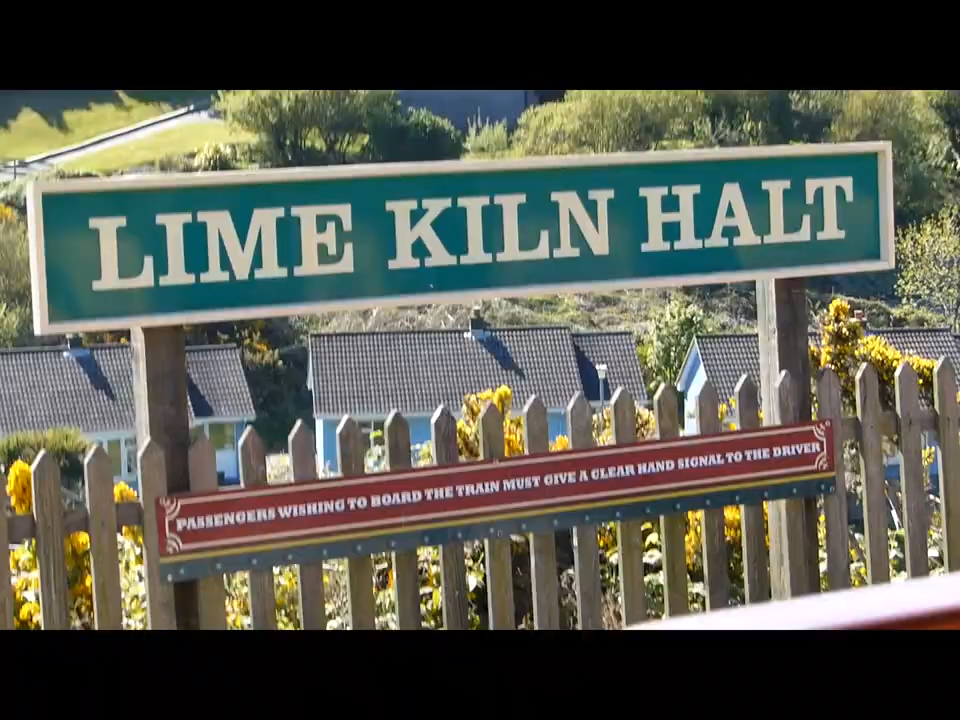 LIME KILN HALT
PASSENGERS WISHING TO BOARD THE TRAIN MUST GIVE A CLEAR HAND SIGNAL TO THE DRIVER